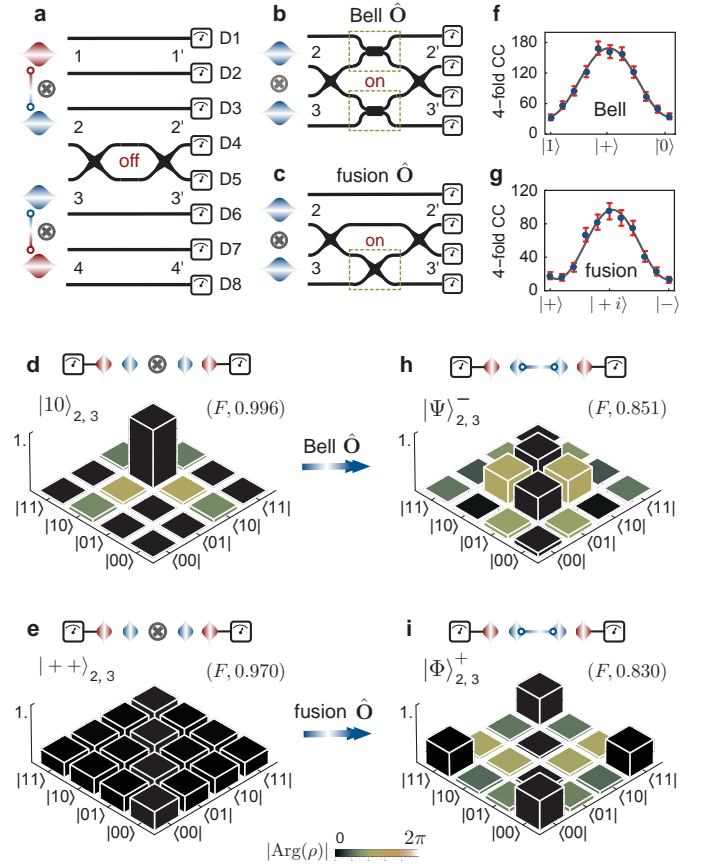 a
1 1' D1
D2
D3
2 2' D4
off
D5
3 3' D6
D7
4 4' D8
b Bell Ô
2 2'
on
3 3'
c fusion Ô
2 2'
on
3 3'
f
4-fold CC
180
120
60
0
Bell
|1⟩ |+⟩ |0⟩
g
4-fold CC
120
80
40
0
fusion
|+⟩ |+i⟩ |−⟩
d
|10⟩2,3 (F, 0.996)
1.
|11⟩ |10⟩ |01⟩ |00⟩ ⟨00| ⟨01| ⟨10| ⟨11|
Bell Ô
h
|Ψ⟩−2,3 (F, 0.851)
1.
|11⟩ |10⟩ |01⟩ |00⟩ ⟨00| ⟨01| ⟨10| ⟨11|
e
|++⟩2,3 (F, 0.970)
1.
|11⟩ |10⟩ |01⟩ |00⟩ ⟨00| ⟨01| ⟨10| ⟨11|
fusion Ô
i
|Φ⟩+2,3 (F, 0.830)
1.
|11⟩ |10⟩ |01⟩ |00⟩ ⟨00| ⟨01| ⟨10| ⟨11|
|Arg(ρ)| 0 2π